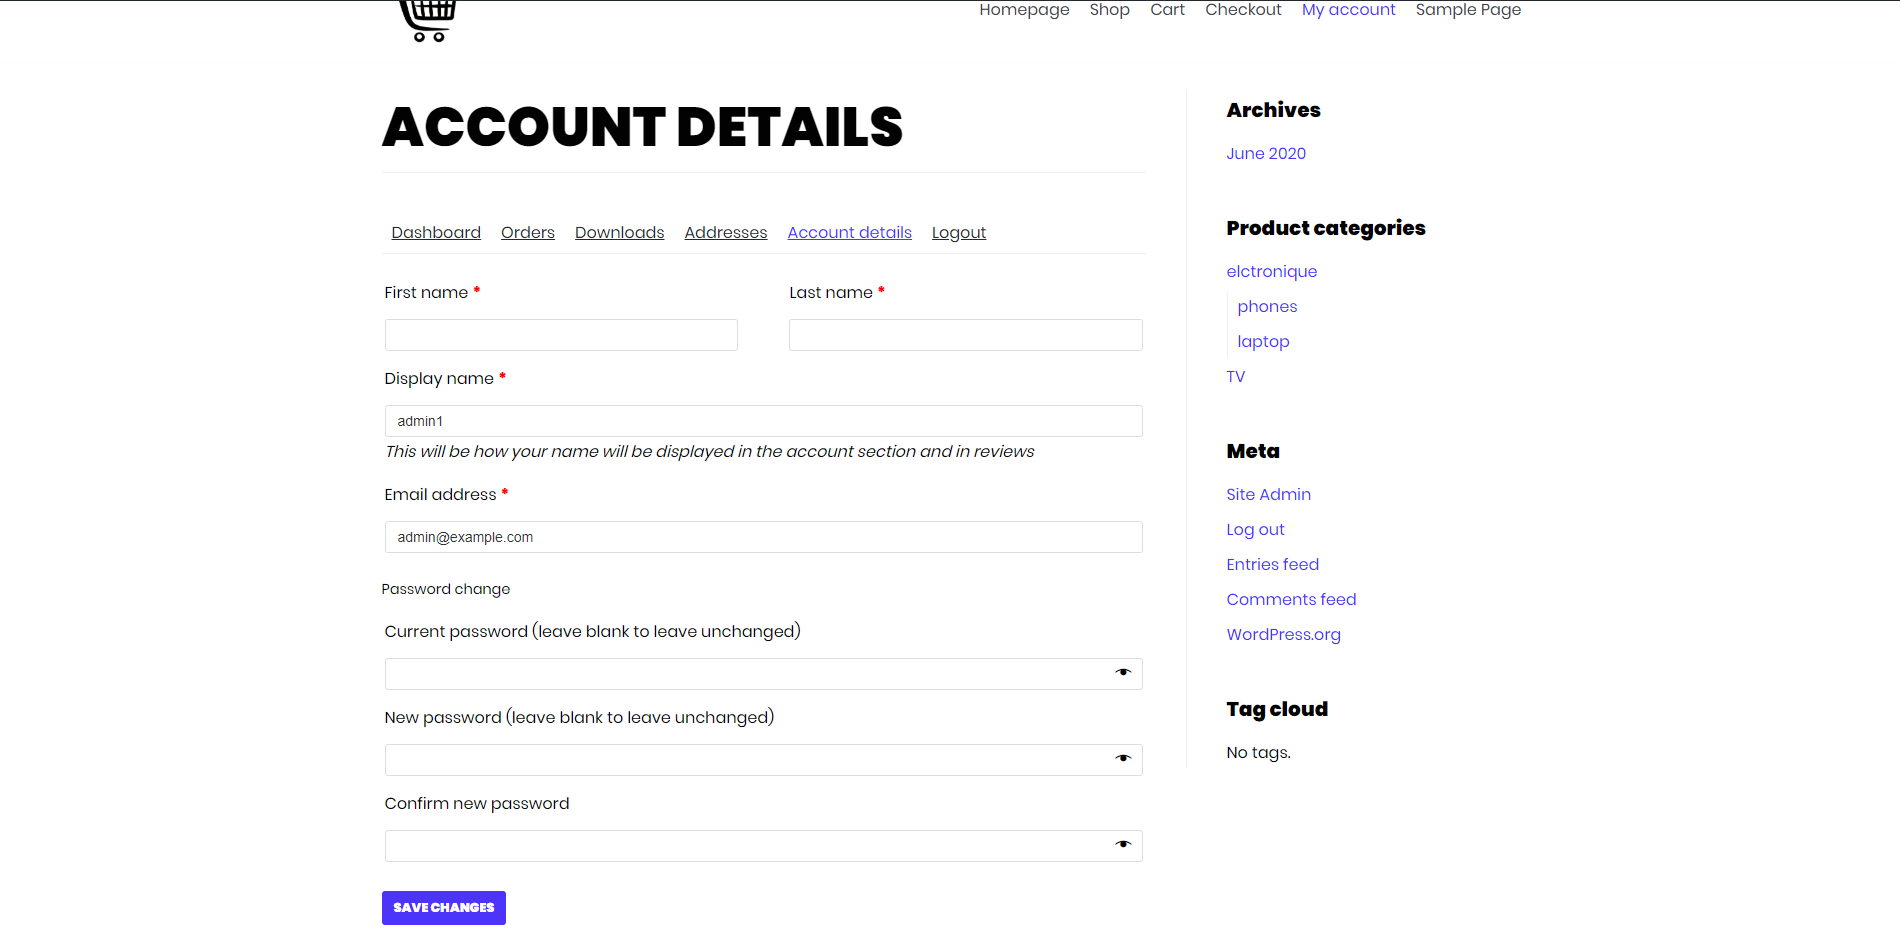 Homepage Shop Cart Checkout My account Sample Page
ACCOUNT DETAILS
Dashboard Orders Downloads Addresses Account details Logout
First name *
Last name *
Display name *
admin1
This will be how your name will be displayed in the account section and in reviews
Email address *
admin@example.com
Password change
Current password (leave blank to leave unchanged)
New password (leave blank to leave unchanged)
Confirm new password
SAVE CHANGES
Archives
June 2020
Product categories
elctronique
phones
laptop
TV
Meta
Site Admin
Log out
Entries feed
Comments feed
WordPress.org
Tag cloud
No tags.